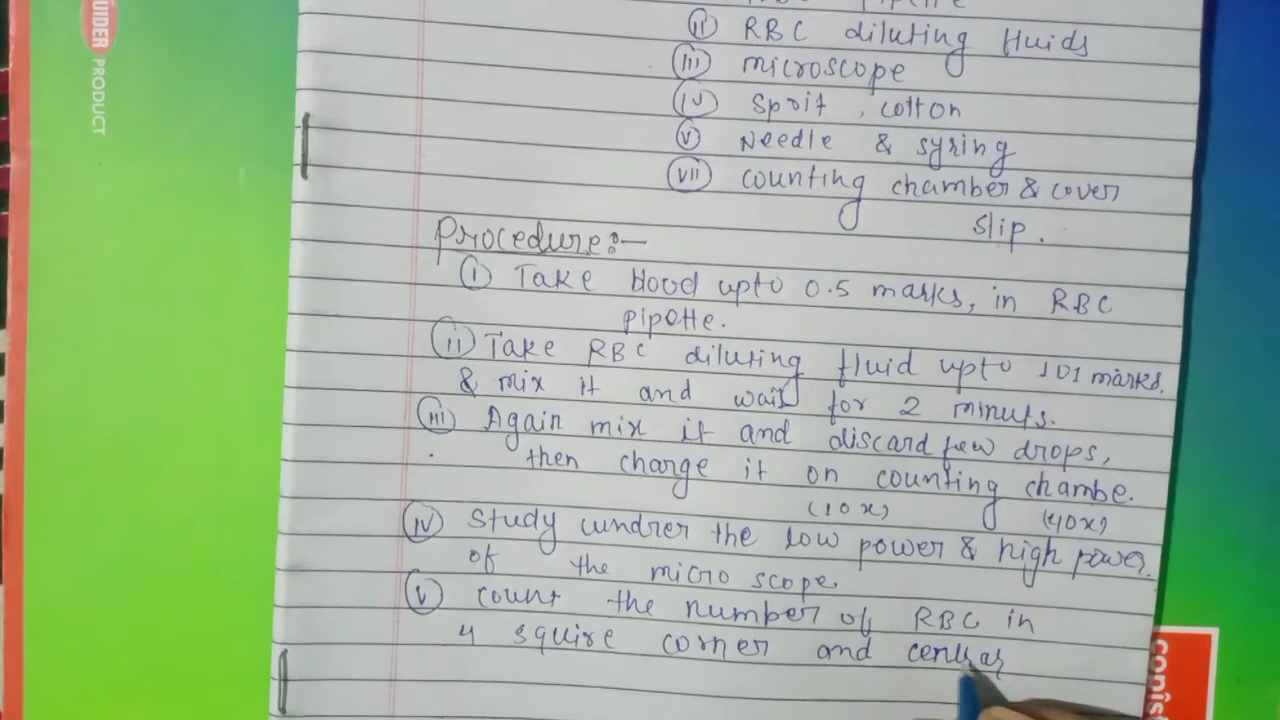 (ii) RBC diluting fluids
(iii) microscope
(iv) sprit, cotton
(v) Needle & syring
(vii) counting chamber & cover
slip.
Procedure:-
(i) Take blood upto 0.5 marks, in RBC
pipette.
(ii) Take RBC diluting fluid upto 101 marks.
& mix it and wait for 2 minuts.
(iii) Again mix it and discard few drops,
then charge it on counting chambe.
(10x) (40x)
(iv) study undrer the low power & high power.
of the micro scope.
(v) count the number of RBC in
4 squire corner and
UIDER PRODUCT
conis